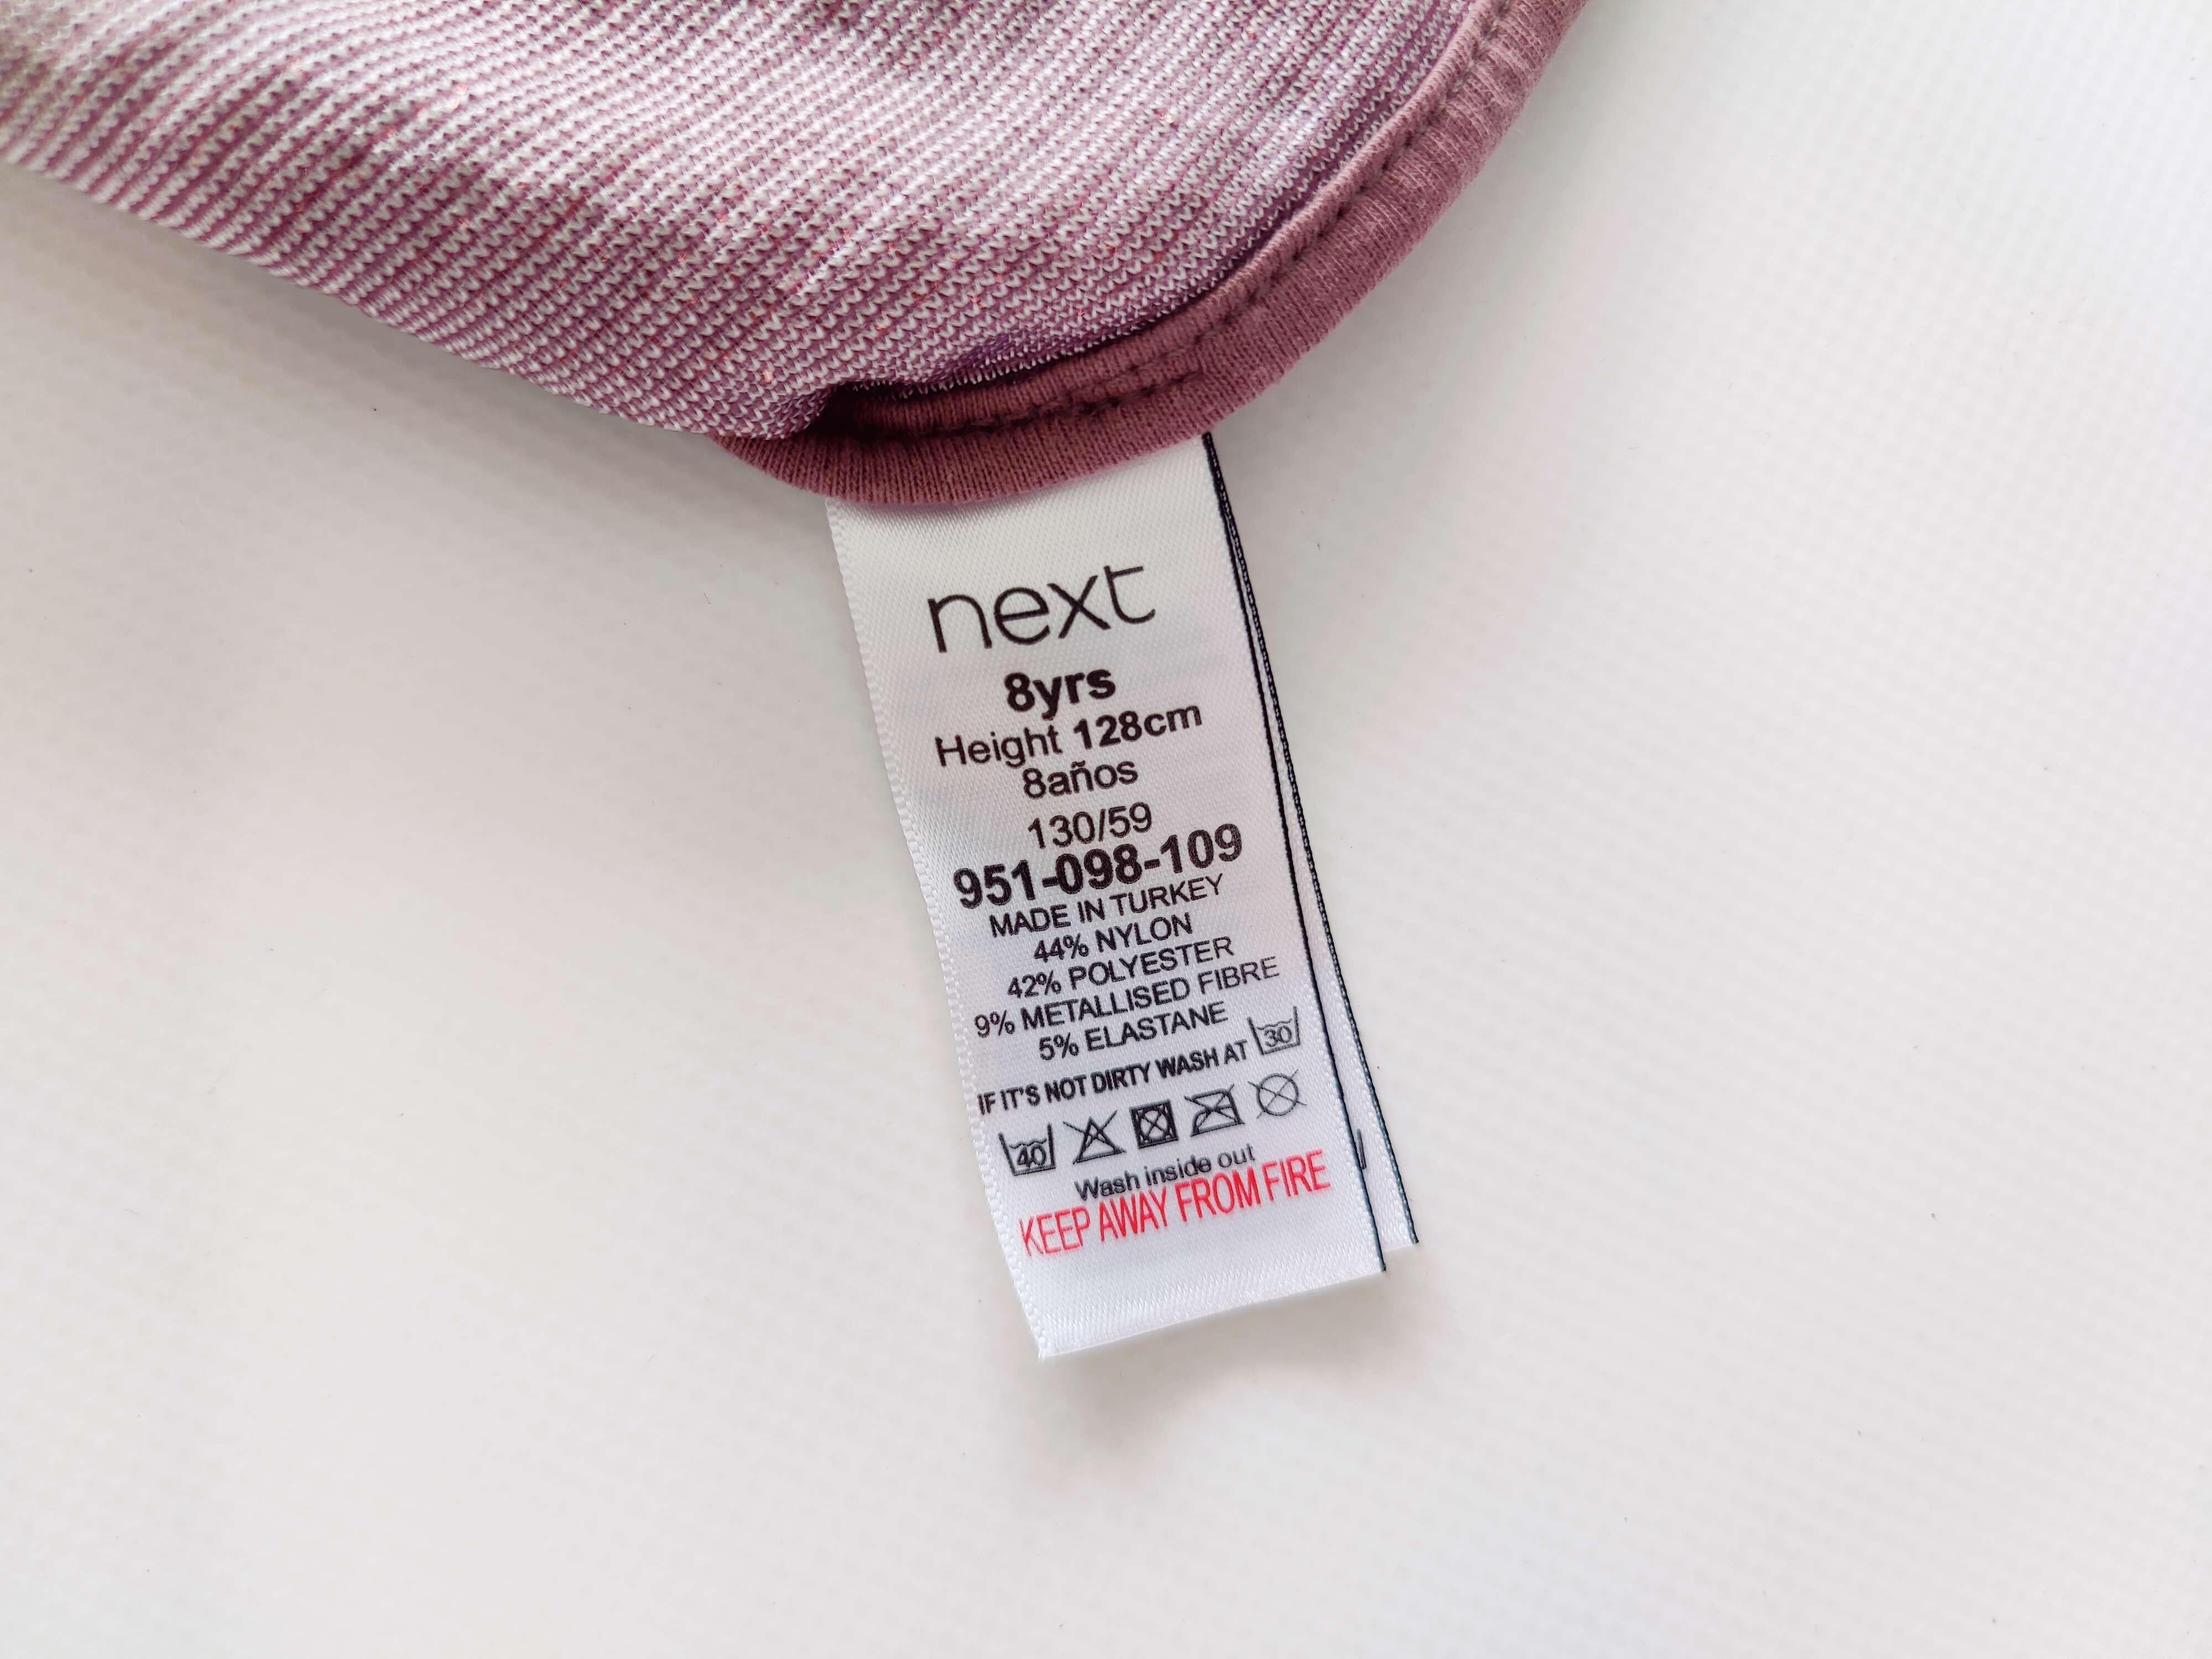 next
8yrs
Height 128cm
8años
130/59
951-098-109
MADE IN TURKEY
44% NYLON
42% POLYESTER
9% METALLISED FIBRE
5% ELASTANE
IF IT'S NOT DIRTY WASH AT 30
40
Wash inside out
KEEP AWAY FROM FIRE